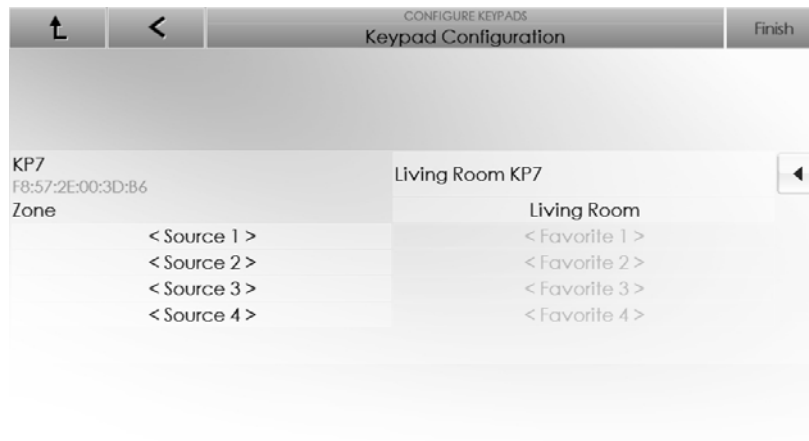 CONFIGURE KEYPADS
Keypad Configuration
Finish
KP7
F8:57:2E:00:3D:B6
Living Room KP7
Zone
Living Room
< Source 1 >
< Favorite 1 >
< Source 2 >
< Favorite 2 >
< Source 3 >
< Favorite 3 >
< Source 4 >
< Favorite 4 >